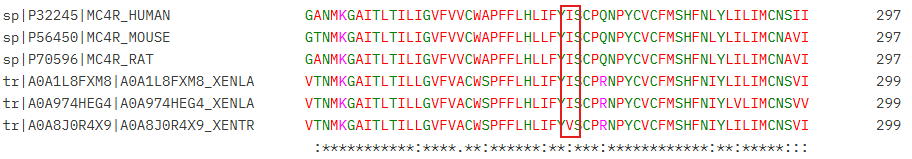 sp|P32245|MC4R_HUMAN GANMKGAITLTILIGVFVVCWAPFFLHLIFYISCPQNPYCVCFMSHFNLYLILIMCNSII 297
sp|P56450|MC4R_MOUSE GTNMKGAITLTILIGVFVVCWAPFFLHLLFYISCPQNPYCVCFMSHFNLYLILIMCNAVI 297
sp|P70596|MC4R_RAT GANMKGAITLTILIGVFVVCWAPFFLHLLFYISCPQNPYCVCFMSHFNLYLILIMCNAVI 297
tr|A0A1L8FXM8|A0A1L8FXM8_XENLA VTNMKGAITLTILLGVFVACWSPFFLHLIFYISCPRNPYCVCFMSHFNIYLILIMCNSVI 299
tr|A0A974HEG4|A0A974HEG4_XENLA VTNMKGAITLTILIGVFVACWSPFFLHLIFYISCPRNPYCVCFMSHFNIYLVLIMCNSVV 299
tr|A0A8J0R4X9|A0A8J0R4X9_XENTR VTNMKGAITLTILLGVFVACWSPFFLHLIFYVSCPRNPYCVCFMSHFNIYLILIMCNSVI 299
:***********:****.**:******:**:***:************:**:*****:::